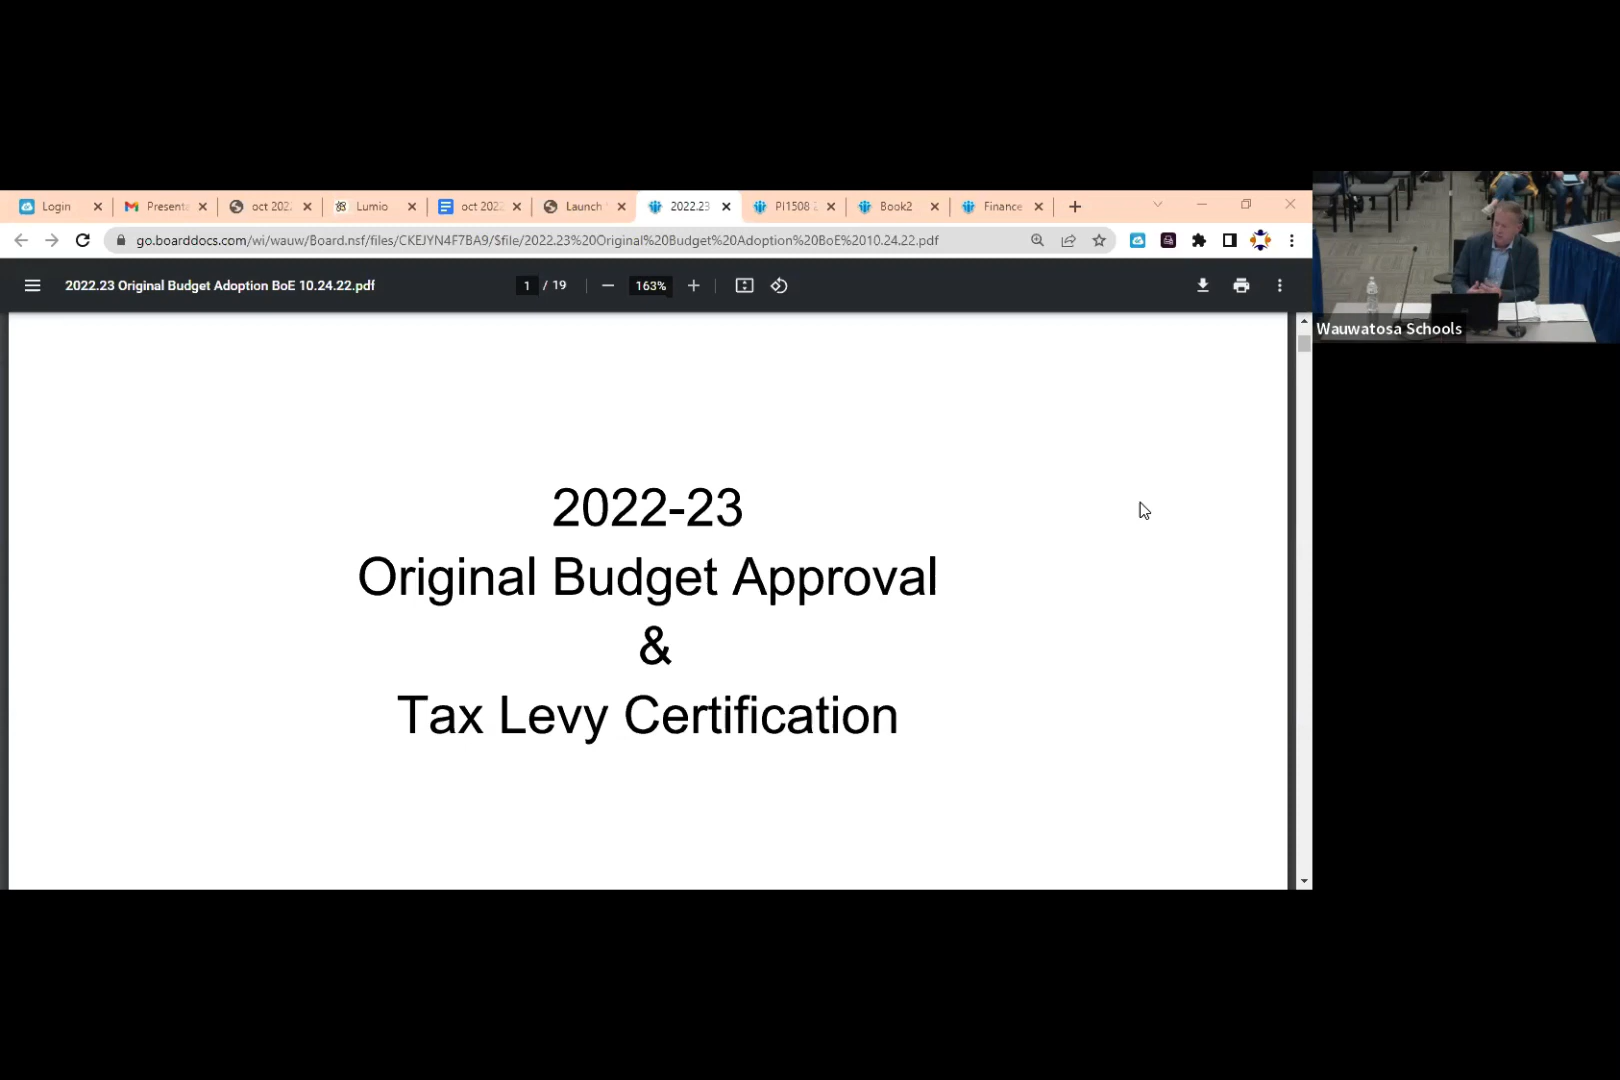 Login
Presenta
oct 202
Lumio
oct 202
Launch
2022.23
PI1508 2
Book2
Finance
go.boarddocs.com/wi/wauw/Board.nsf/files/CKEJYN4F7BA9/$file/2022.23%20Original%20Budget%20Adoption%20BoE%2010.24.22.pdf
2022.23 Original Budget Adoption BoE 10.24.22.pdf
1 / 19
163%
Wauwatosa Schools
2022-23
Original Budget Approval
&
Tax Levy Certification